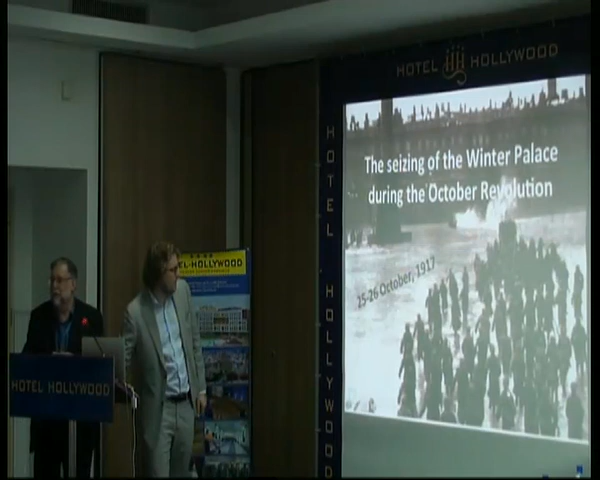 HOTEL HOLLYWOOD
The seizing of the Winter Palace
during the October Revolution
25-26 October, 1917
HOTEL HOLLYWOOD
EL-HOLLYWOOD
HOTEL HOLLYWOOD